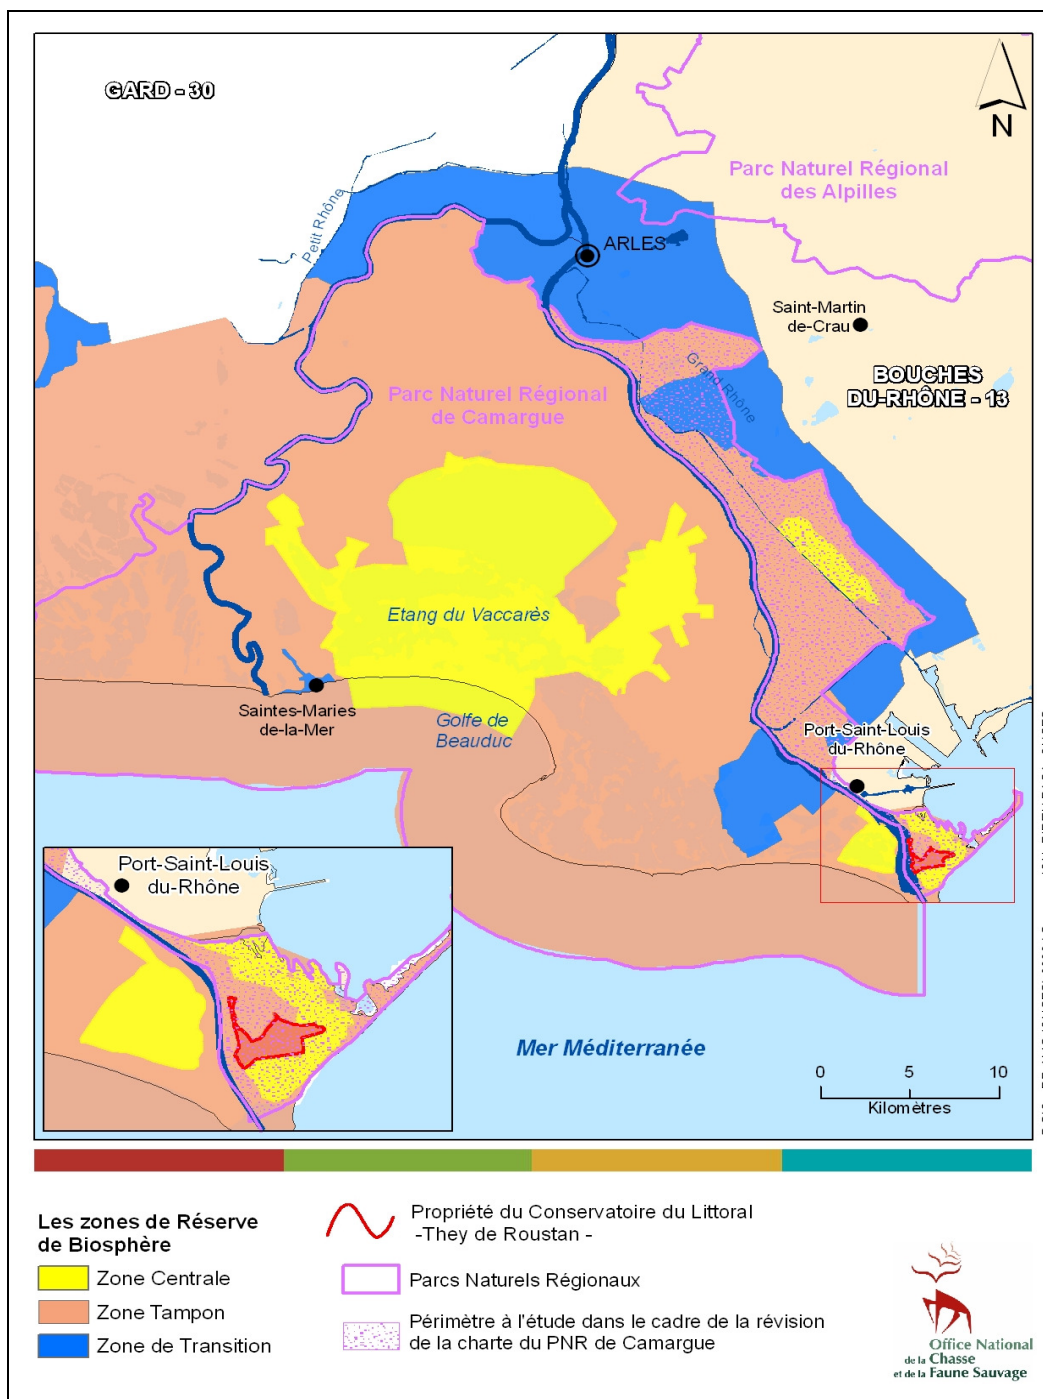 GARD - 30
N
Parc Naturel Régional
des Alpilles
Petit Rhône
ARLES
Saint-Martin
de-Crau
Grand Rhône
BOUCHES
DU-RHÔNE - 13
Parc Naturel Régional
de Camargue
Etang du Vaccarès
Saintes-Maries
de-la-Mer
Golfe de
Beauduc
Port-Saint-Louis
du-Rhône
Port-Saint-Louis
du-Rhône
Mer Méditerranée
0 5 10
Kilomètres
Les zones de Réserve
de Biosphère
Zone Centrale
Zone Tampon
Zone de Transition
Propriété du Conservatoire du Littoral
-They de Roustan -
Parcs Naturels Régionaux
Périmètre à l'étude dans le cadre de la révision
de la charte du PNR de Camargue
Office National
de la Chasse
et de la Faune Sauvage